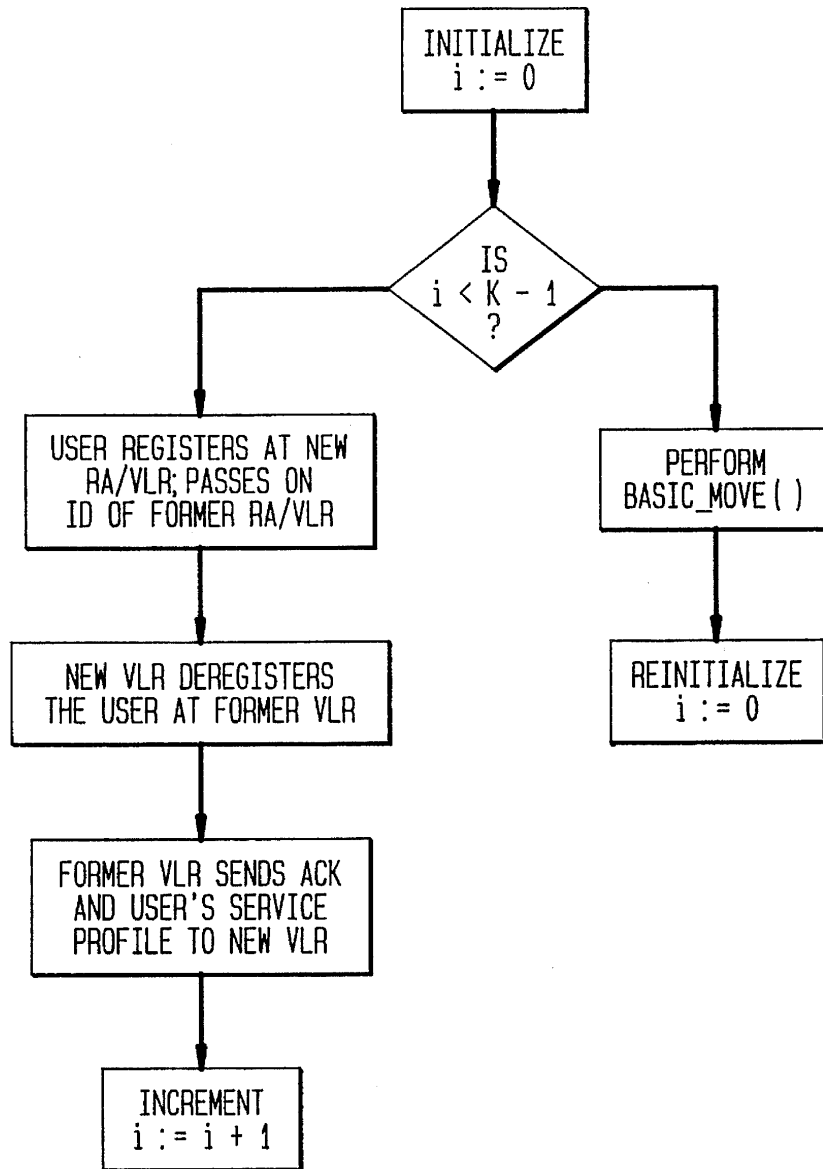 INITIALIZE
i := 0
IS
i < K - 1
?
USER REGISTERS AT NEW
RA/VLR; PASSES ON
ID OF FORMER RA/VLR
NEW VLR DEREGISTERS
THE USER AT FORMER VLR
FORMER VLR SENDS ACK
AND USER'S SERVICE
PROFILE TO NEW VLR
INCREMENT
i := i + 1
PERFORM
BASIC_MOVE( )
REINITIALIZE
i := 0